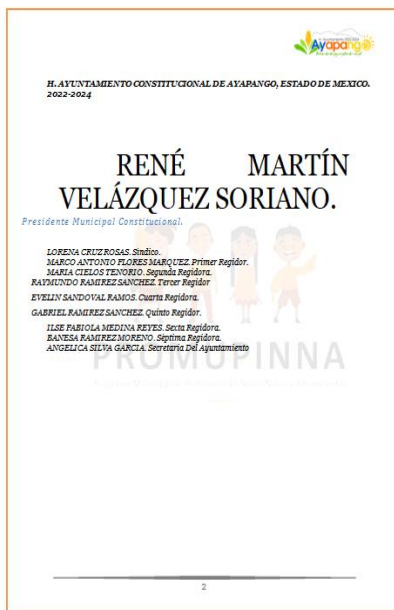 Ayapango
H. AYUNTAMIENTO CONSTITUCIONAL DE AYAPANGO, ESTADO DE MEXICO.
2022-2024
RENÉ MARTÍN
VELÁZQUEZ SORIANO.
Presidente Municipal Constitucional.
LORENA CRUZ ROSAS. Sindico.
MARCO ANTONIO FLORES MARQUEZ. Primer Regidor.
MARIA CIELOS TENORIO. Segunda Regidora.
RAYMUNDO RAMIREZ SANCHEZ. Tercer Regidor
EVELIN SANDOVAL RAMOS. Cuarta Regidora.
GABRIEL RAMIREZ SANCHEZ. Quinto Regidor.
ILSE FABIOLA MEDINA REYES. Secta Regidora.
BANESA RAMIREZ MORENO. Séptima Regidora.
ANGELICA SILVA GARCIA. Secretaria Del Ayuntamiento
PROMUPINNA
2